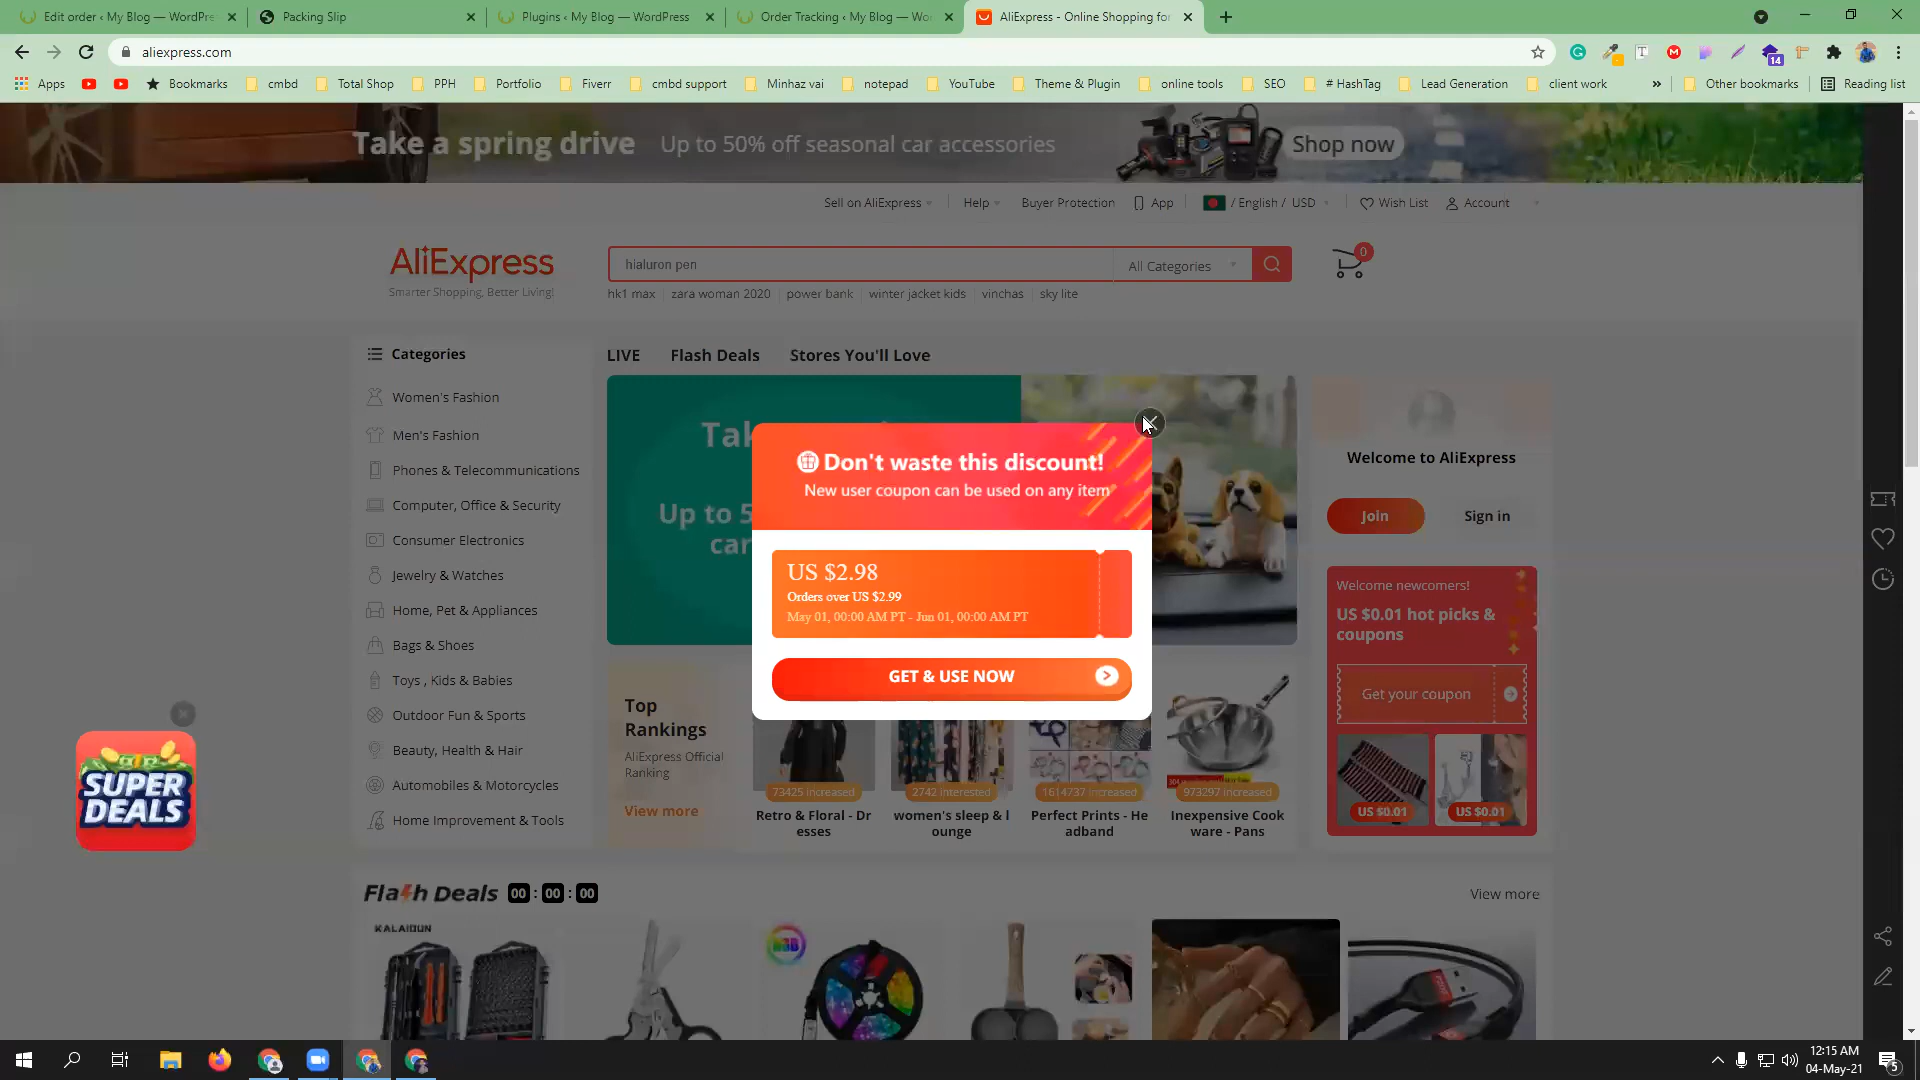 Edit order ‹ My Blog — WordPre
Packing Slip
Plugins ‹ My Blog — WordPress
Order Tracking ‹ My Blog — Wo
AliExpress - Online Shopping for
aliexpress.com
14
Apps
Bookmarks
cmbd
Total Shop
PPH
Portfolio
Fiverr
cmbd support
Minhaz vai
notepad
YouTube
Theme & Plugin
online tools
SEO
# HashTag
Lead Generation
client work
»
Other bookmarks
Reading list
Take a spring drive
Up to 50% off seasonal car accessories
Shop now
Sell on AliExpress
Help
Buyer Protection
App
/ English / USD
Wish List
Account
AliExpress
Smarter Shopping, Better Living!
hialuron pen
All Categories
0
hk1 max
zara woman 2020
power bank
winter jacket kids
vinchas
sky lite
Categories
LIVE
Flash Deals
Stores You'll Love
Women's Fashion
Men's Fashion
Phones & Telecommunications
Computer, Office & Security
Consumer Electronics
Jewelry & Watches
Home, Pet & Appliances
Bags & Shoes
Toys , Kids & Babies
Outdoor Fun & Sports
Beauty, Health & Hair
Automobiles & Motorcycles
Home Improvement & Tools
Up to 5
car
Don't waste this discount!
New user coupon can be used on any item
US $2.98
Orders over US $2.99
May 01, 00:00 AM PT - Jun 01, 00:00 AM PT
GET & USE NOW
Welcome to AliExpress
Join
Sign in
Welcome newcomers!
US $0.01 hot picks &
coupons
Get your coupon
US $0.01
US $0.01
SUPER
DEALS
Top
Rankings
AliExpress Official
Ranking
View more
73425 increased
2742 interested
1614737 increased
973297 increased
Retro & Floral - Dr
esses
women's sleep & l
ounge
Perfect Prints - He
adband
Inexpensive Cook
ware - Pans
Flash Deals
00 : 00 : 00
View more
KALAIDUN
12:15 AM
04-May-21
5